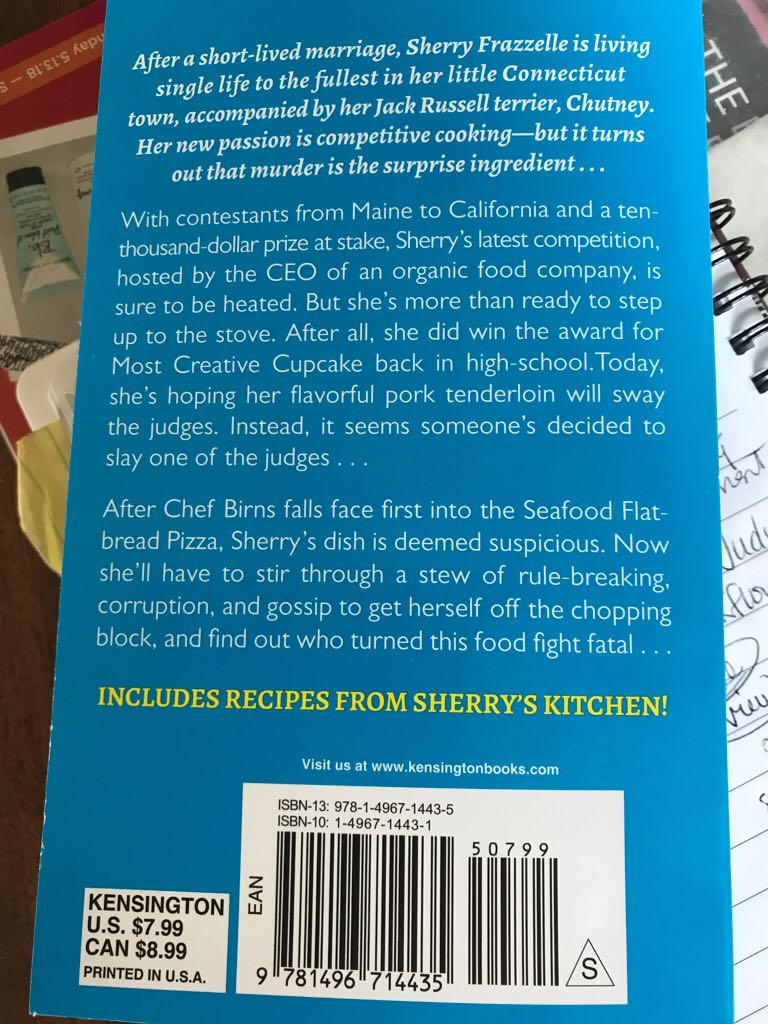 After a short-lived marriage, Sherry Frazzelle is living
single life to the fullest in her little Connecticut
town, accompanied by her Jack Russell terrier, Chutney.
Her new passion is competitive cooking—but it turns
out that murder is the surprise ingredient . . .
With contestants from Maine to California and a ten-
thousand-dollar prize at stake, Sherry's latest competition,
hosted by the CEO of an organic food company, is
sure to be heated. But she's more than ready to step
up to the stove. After all, she did win the award for
Most Creative Cupcake back in high-school.Today,
she's hoping her flavorful pork tenderloin will sway
the judges. Instead, it seems someone's decided to
slay one of the judges . . .
After Chef Birns falls face first into the Seafood Flat-
bread Pizza, Sherry's dish is deemed suspicious. Now
she'll have to stir through a stew of rule-breaking,
corruption, and gossip to get herself off the chopping
block, and find out who turned this food fight fatal . . .
INCLUDES RECIPES FROM SHERRY'S KITCHEN!
Visit us at www.kensingtonbooks.com
ISBN-13: 978-1-4967-1443-5
ISBN-10: 1-4967-1443-1
50799
EAN
9 781496 714435
S
KENSINGTON
U.S. $7.99
CAN $8.99
PRINTED IN U.S.A.
nday 5.13.18 — S
THE